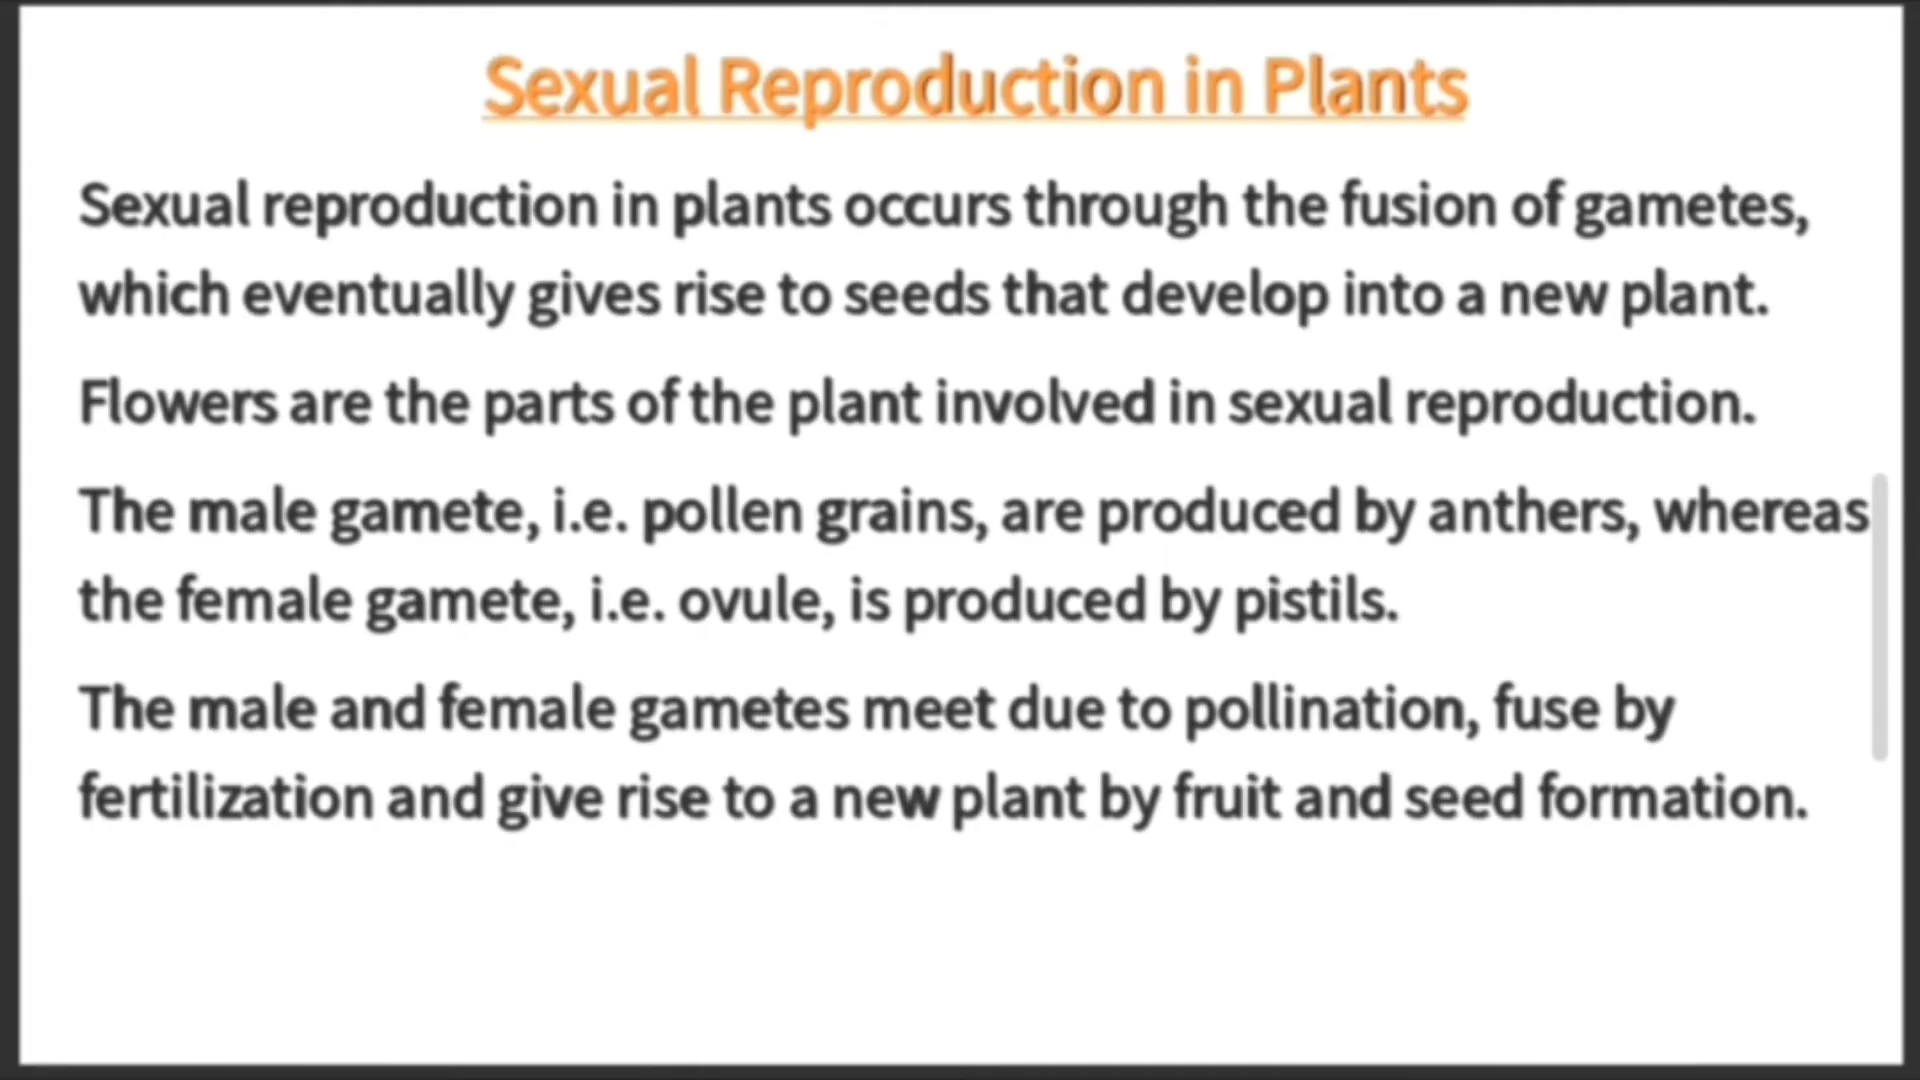 Sexual Reproduction in Plants
Sexual reproduction in plants occurs through the fusion of gametes,
which eventually gives rise to seeds that develop into a new plant.
Flowers are the parts of the plant involved in sexual reproduction.
The male gamete, i.e. pollen grains, are produced by anthers, whereas
the female gamete, i.e. ovule, is produced by pistils.
The male and female gametes meet due to pollination, fuse by
fertilization and give rise to a new plant by fruit and seed formation.